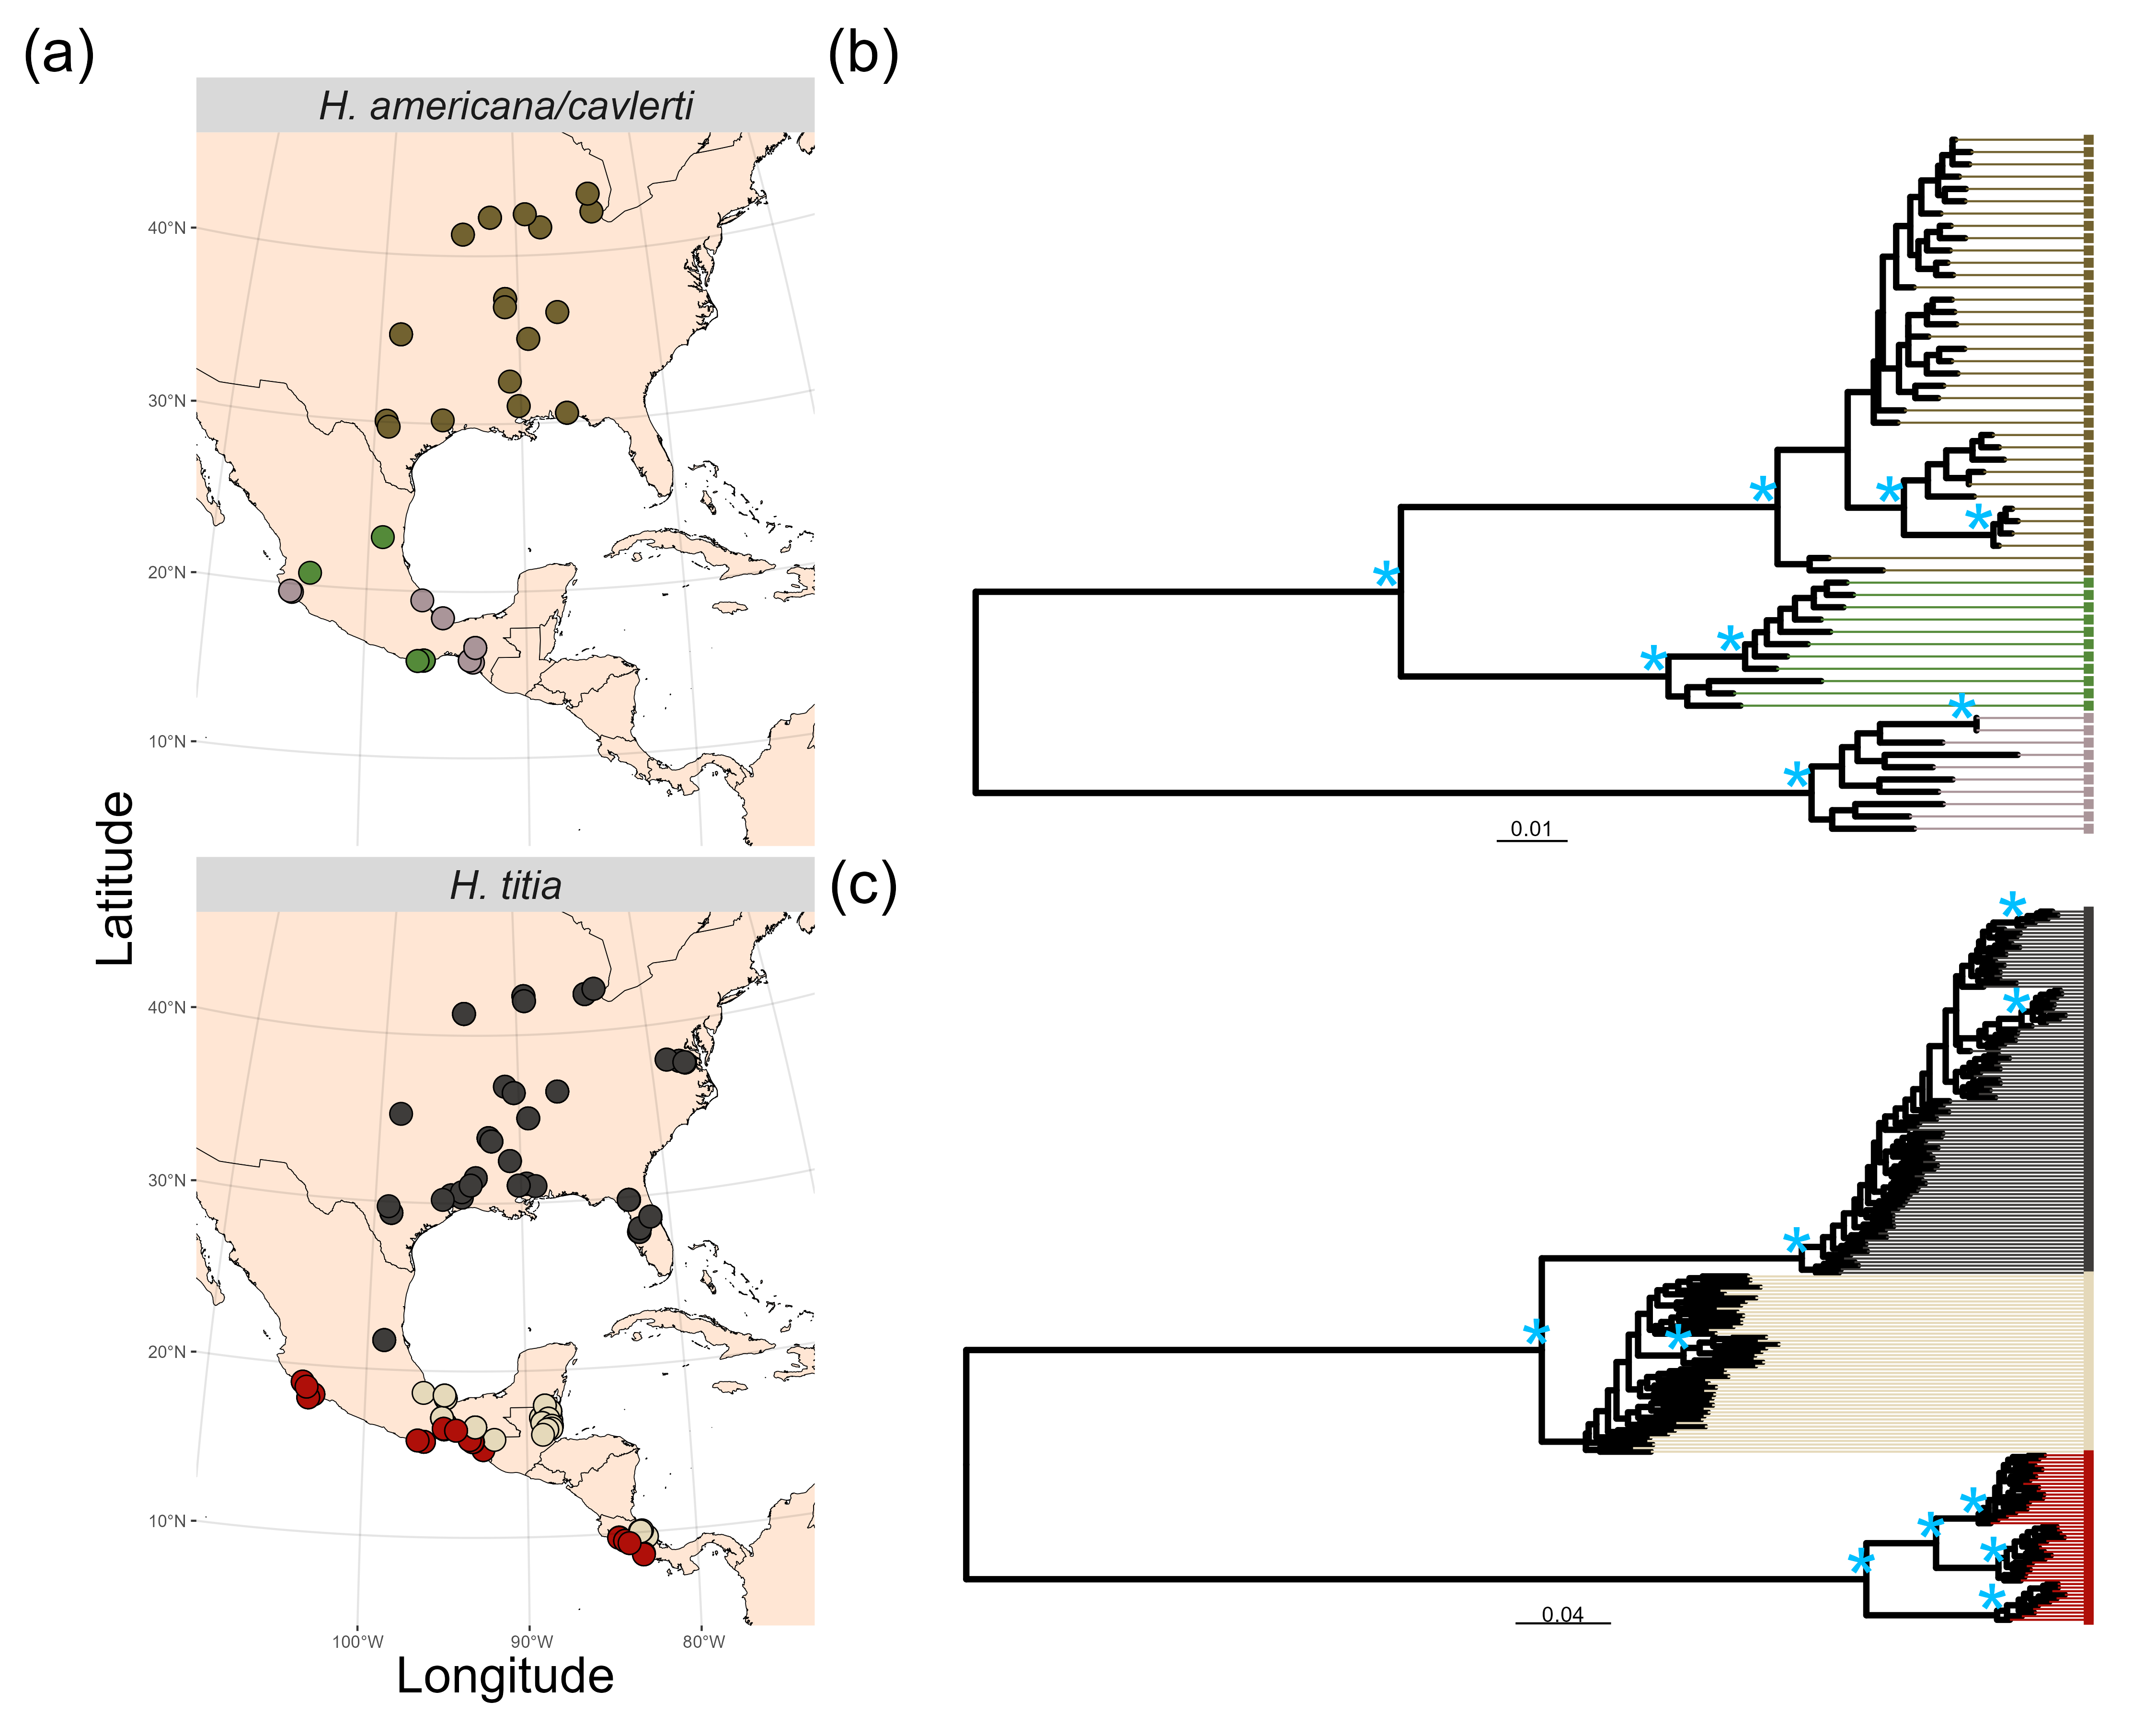 (a)
H. americana/cavlerti
40°N
30°N
20°N
10°N
Latitude
H. titia
40°N
30°N
20°N
10°N
100°W 90°W 80°W
Longitude
(b)
0.01
(c)
0.04